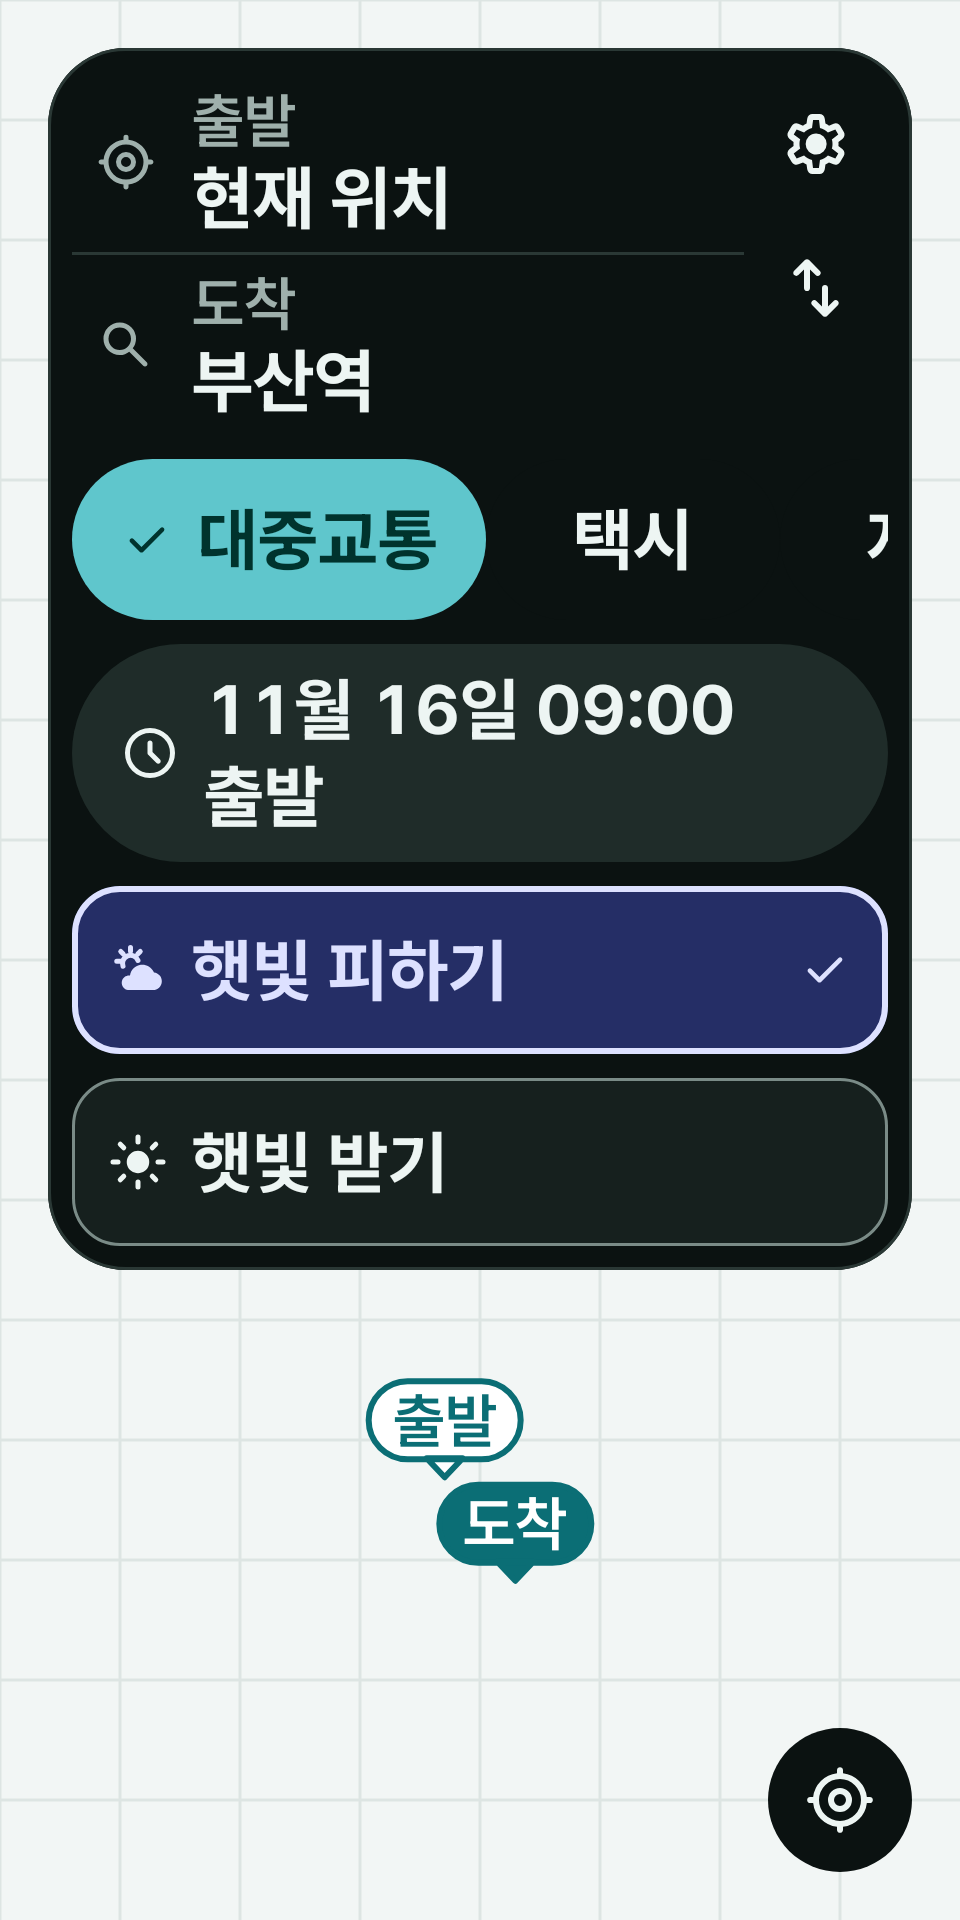 출발
현재 위치
도착
부산역
대중교통 택시
11월 16일 09:00
출발
햇빛 피하기
햇빛 받기
출발
도착